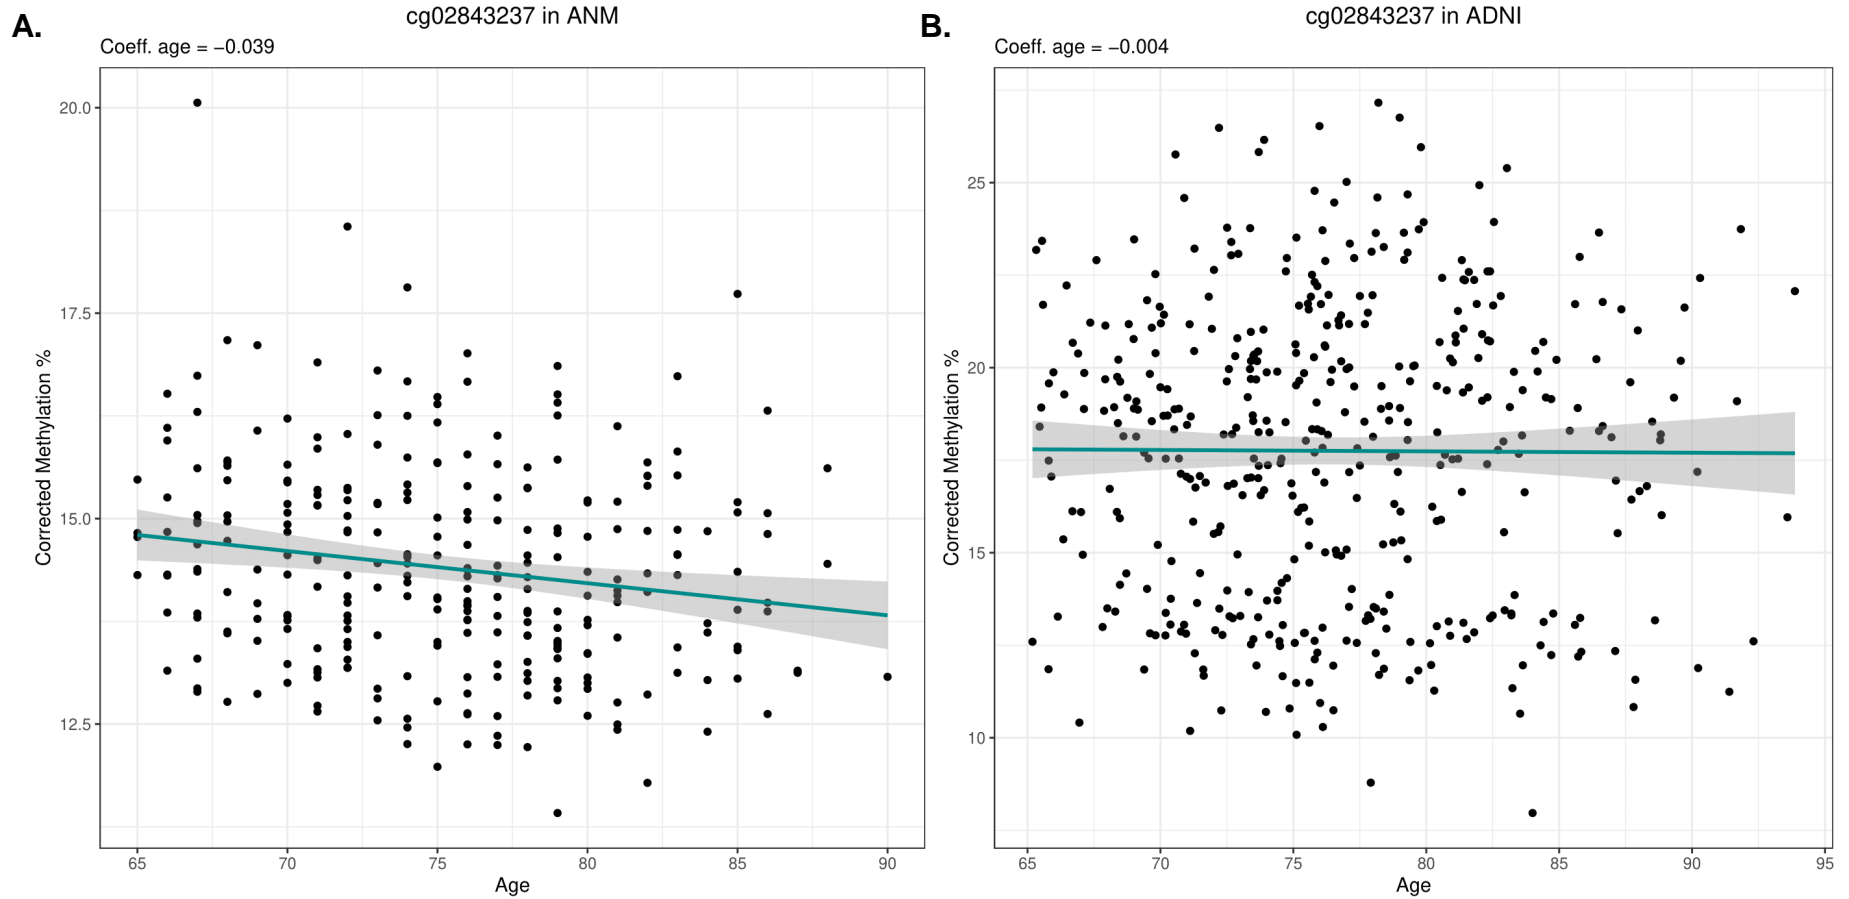 A.
cg02843237 in ANM
Coeff. age = −0.039
Corrected Methylation %
20.0
17.5
15.0
12.5
65 70 75 80 85 90
Age
B.
cg02843237 in ADNI
Coeff. age = −0.004
Corrected Methylation %
25
20
15
10
65 70 75 80 85 90 95
Age